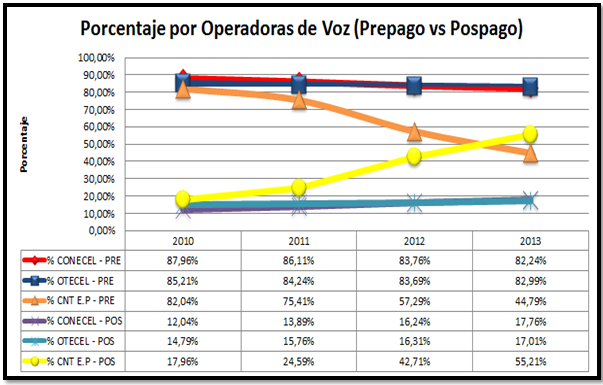 Porcentaje por Operadoras de Voz (Prepago vs Pospago)
Porcentaje
100,00%
90,00%
80,00%
70,00%
60,00%
50,00%
40,00%
30,00%
20,00%
10,00%
0,00%
2010 2011 2012 2013
% CONECEL - PRE 87,96% 86,11% 83,76% 82,24%
% OTECEL - PRE 85,21% 84,24% 83,69% 82,99%
% CNT E.P - PRE 82,04% 75,41% 57,29% 44,79%
% CONECEL - POS 12,04% 13,89% 16,24% 17,76%
% OTECEL - POS 14,79% 15,76% 16,31% 17,01%
% CNT E.P - POS 17,96% 24,59% 42,71% 55,21%